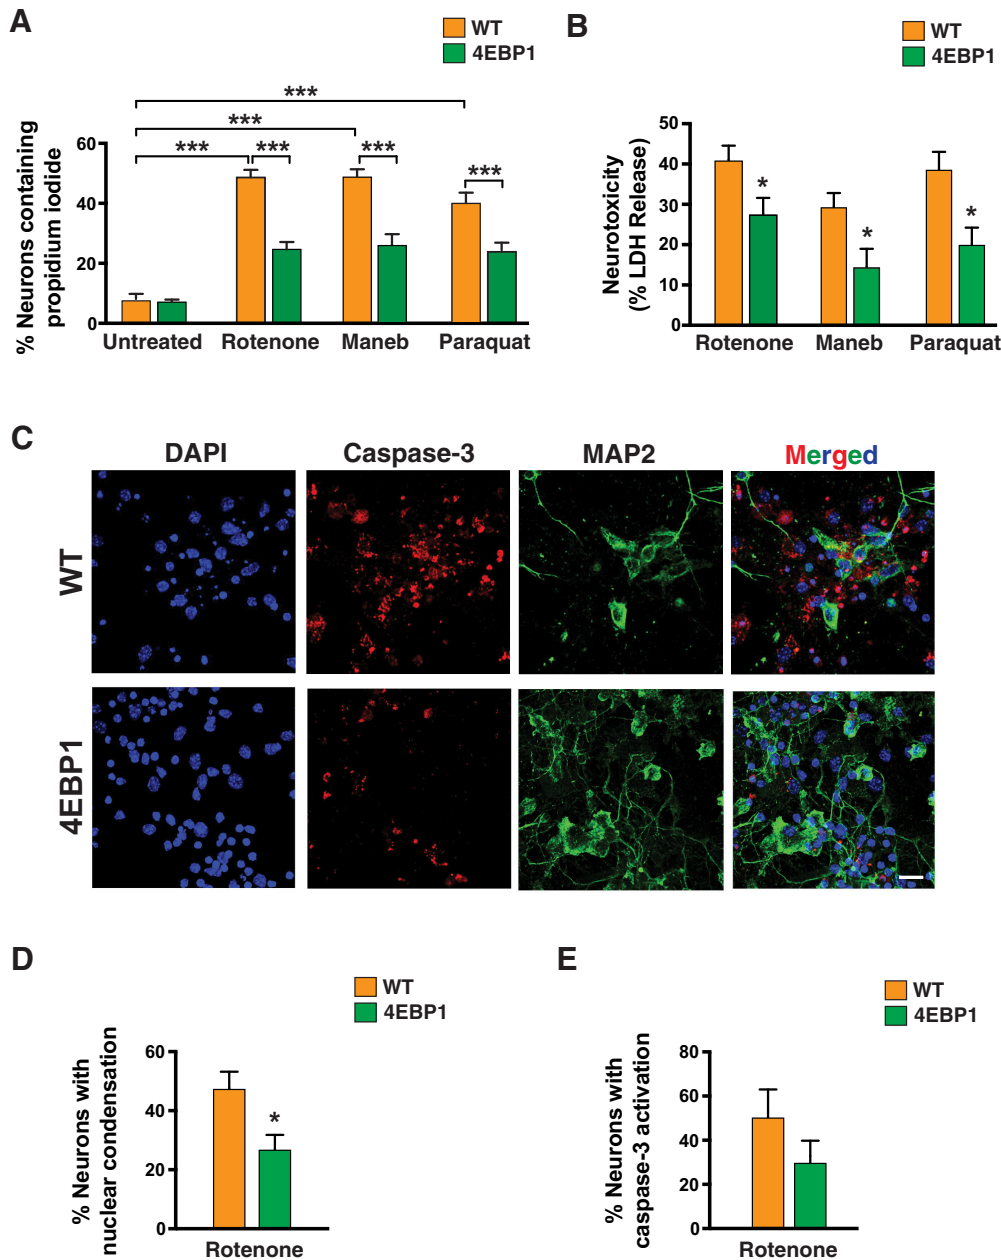 A
WT
4EBP1
% Neurons containing
propidium iodide
60
40
20
0
***
***
***
***
***
***
Untreated
Rotenone
Maneb
Paraquat
B
WT
4EBP1
Neurotoxicity
(% LDH Release)
50
40
30
20
10
0
*
*
*
Rotenone
Maneb
Paraquat
C
DAPI
Caspase-3
MAP2
Merged
WT
4EBP1
D
WT
4EBP1
% Neurons with
nuclear condensation
60
40
20
0
*
Rotenone
E
WT
4EBP1
% Neurons with
caspase-3 activation
80
60
40
20
0
Rotenone